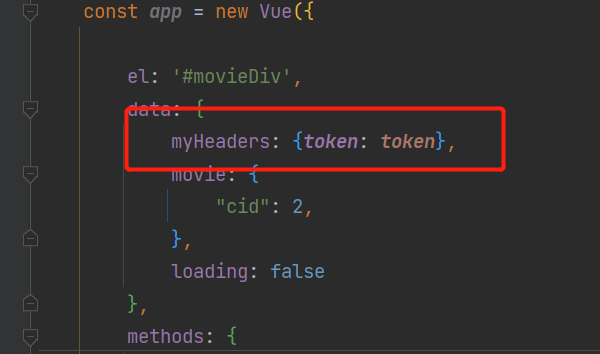 const app = new Vue({
el: '#movieDiv',
data: {
myHeaders: {token: token},
movie: {
"cid": 2,
},
loading: false
},
methods: {